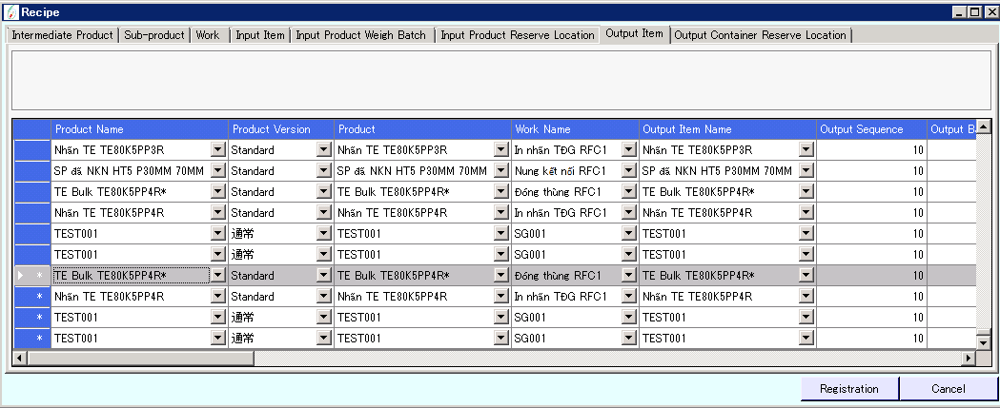 Recipe
Intermediate Product Sub-product Work Input Item Input Product Weigh Batch Input Product Reserve Location Output Item Output Container Reserve Location
Product Name Product Version Product Work Name Output Item Name Output Sequence Output B
Nhãn TE TE80K5PP3R Standard Nhãn TE TE80K5PP3R In nhãn TĐG RFC1 Nhãn TE TE80K5PP3R 10
SP đã NKN HT5 P30MM 70MM Standard SP đã NKN HT5 P30MM 70MM Nung kết nối RFC1 SP đã NKN HT5 P30MM 70MM 10
TE Bulk TE80K5PP4R* Standard TE Bulk TE80K5PP4R* Đóng thùng RFC1 TE Bulk TE80K5PP4R* 10
Nhãn TE TE80K5PP4R Standard Nhãn TE TE80K5PP4R In nhãn TĐG RFC1 Nhãn TE TE80K5PP4R 10
TEST001 通常 TEST001 SG001 TEST001 10
TEST001 通常 TEST001 SG001 TEST001 10
* TE Bulk TE80K5PP4R* Standard TE Bulk TE80K5PP4R* Đóng thùng RFC1 TE Bulk TE80K5PP4R* 10
* Nhãn TE TE80K5PP4R Standard Nhãn TE TE80K5PP4R In nhãn TĐG RFC1 Nhãn TE TE80K5PP4R 10
* TEST001 通常 TEST001 SG001 TEST001 10
* TEST001 通常 TEST001 SG001 TEST001 10
Registration Cancel